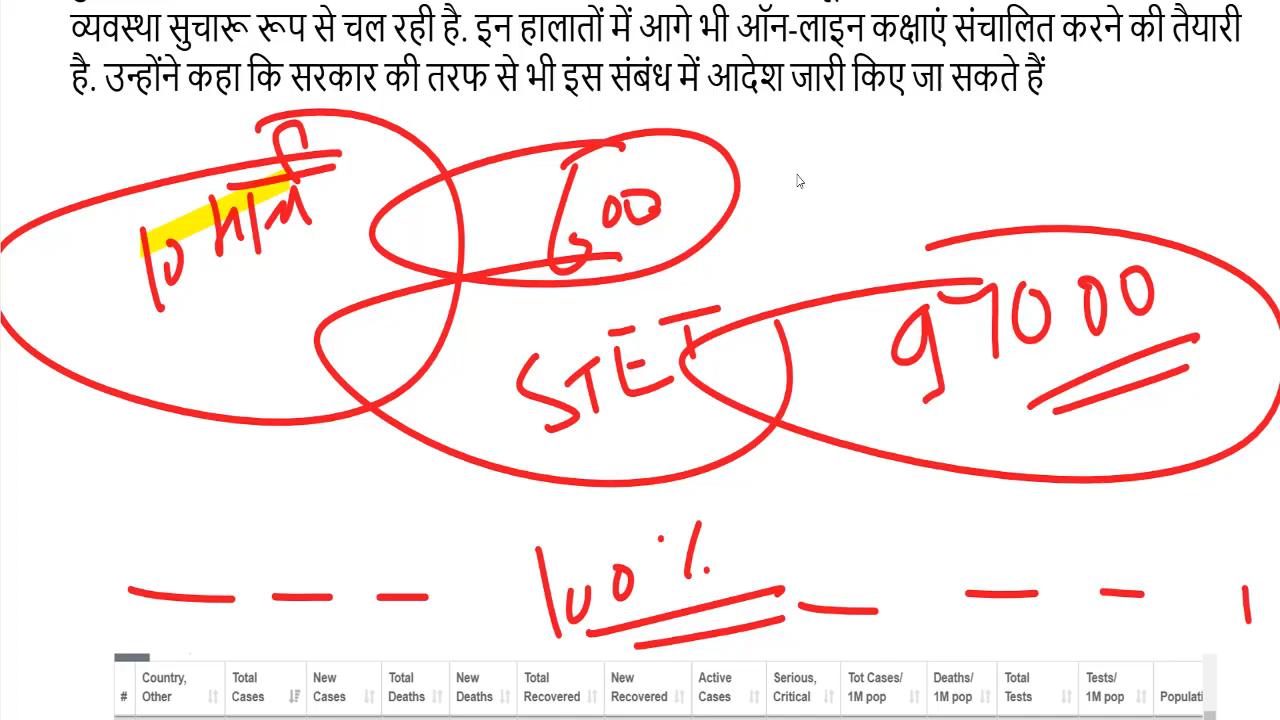 व्यवस्था सुचारू रूप से चल रही है. इन हालातों में आगे भी ऑन-लाइन कक्षाएं संचालित करने की तैयारी
है. उन्होंने कहा कि सरकार की तरफ से भी इस संबंध में आदेश जारी किए जा सकते हैं
10 मार्च
600
97000
STET
100%
# Country, Other Total Cases New Cases Total Deaths New Deaths Total Recovered New Recovered Active Cases Serious, Critical Tot Cases/ 1M pop Deaths/ 1M pop Total Tests Tests/ 1M pop Populati